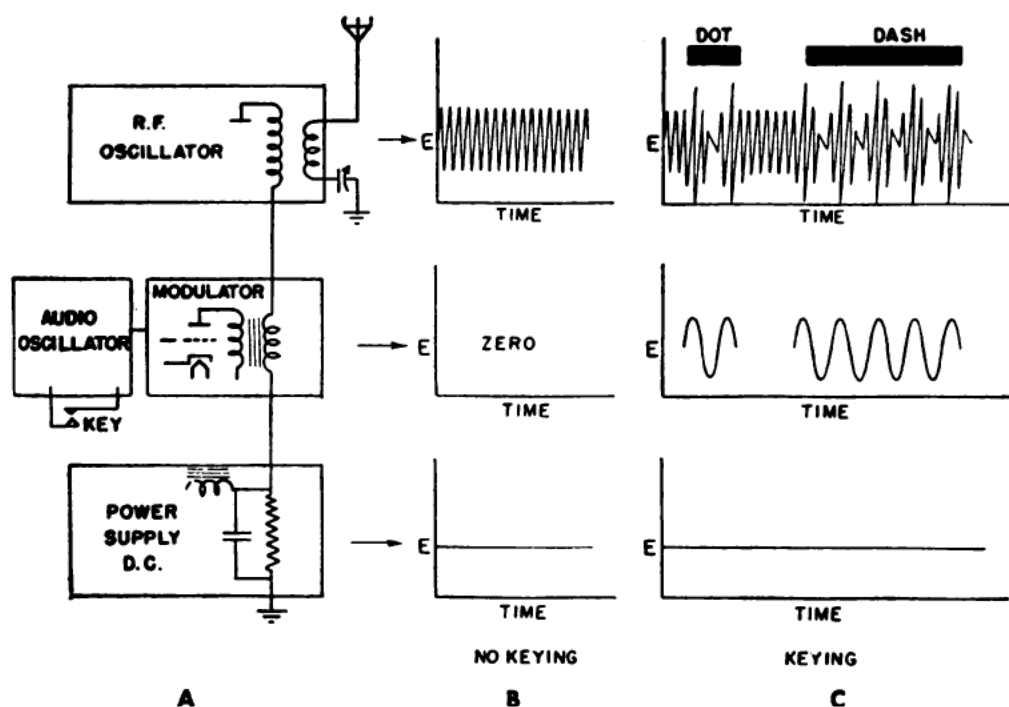 DOT
DASH
R.F.
OSCILLATOR
E
TIME
E
TIME
AUDIO
OSCILLATOR
MODULATOR
KEY
E
ZERO
TIME
E
TIME
POWER
SUPPLY
D.C.
E
TIME
E
TIME
NO KEYING
KEYING
A
B
C